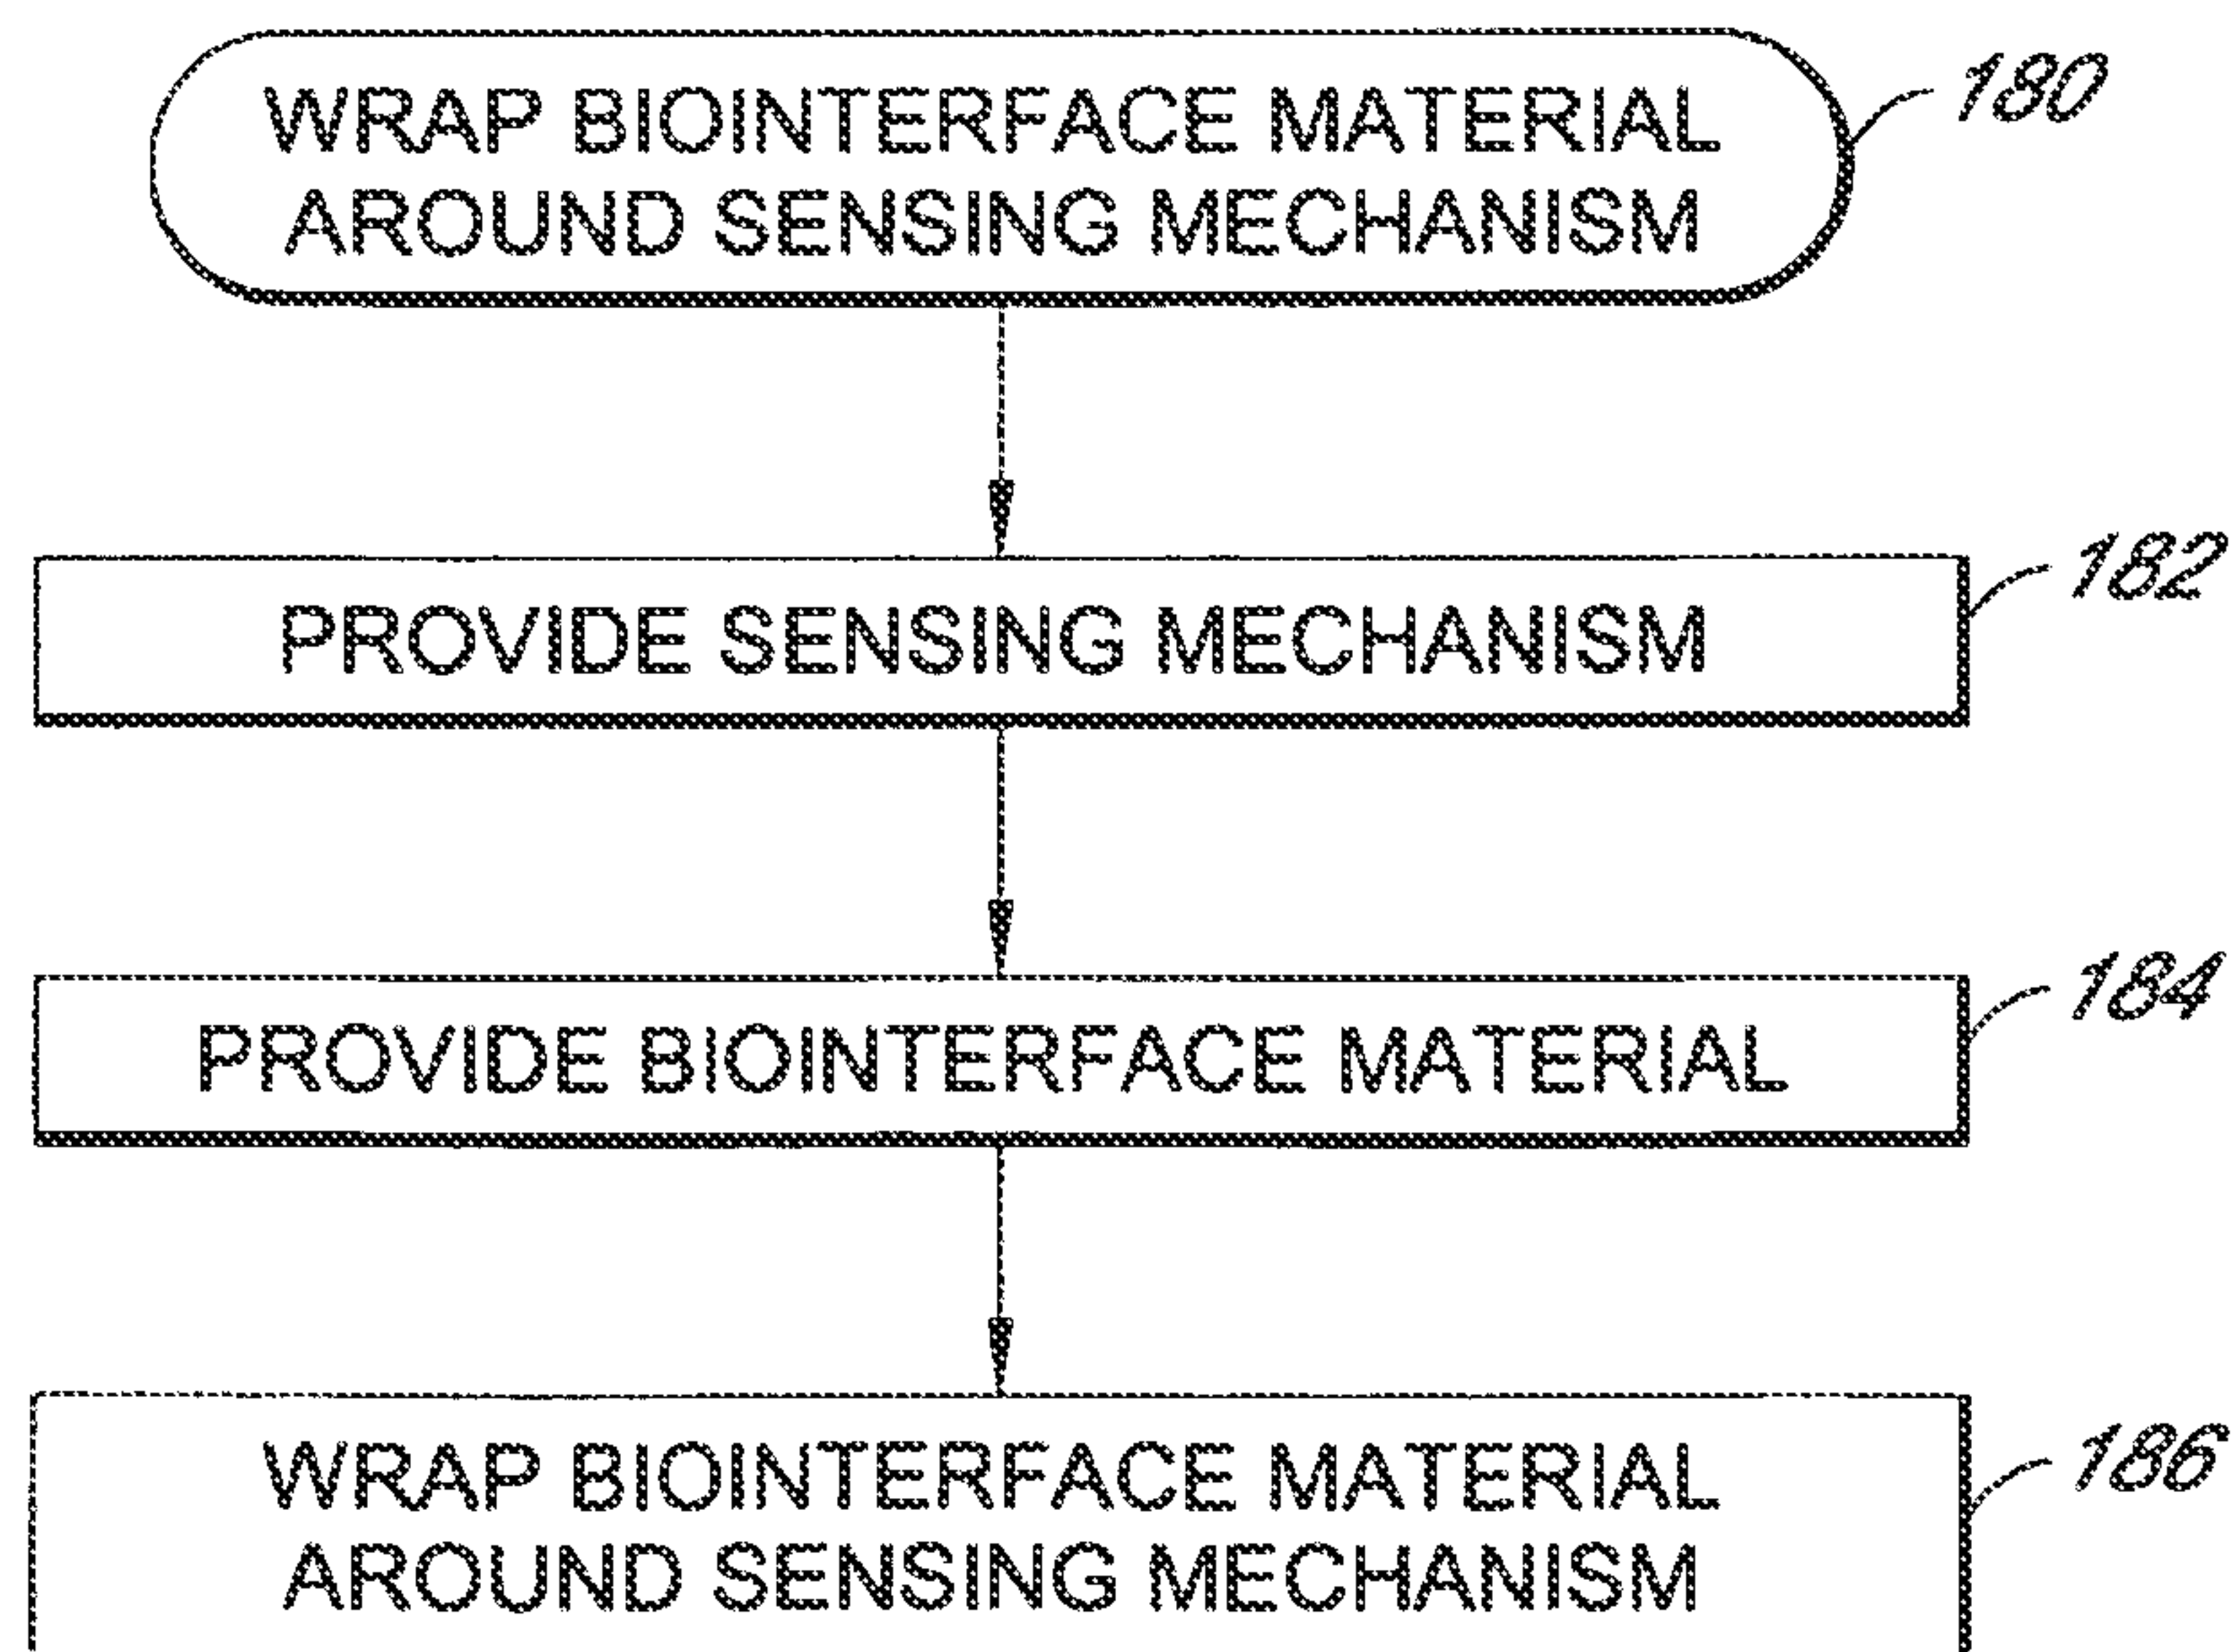 WRAP BIOINTERFACE MATERIAL
AROUND SENSING MECHANISM
180
PROVIDE SENSING MECHANISM
182
PROVIDE BIOINTERFACE MATERIAL
184
WRAP BIOINTERFACE MATERIAL
AROUND SENSING MECHANISM
186